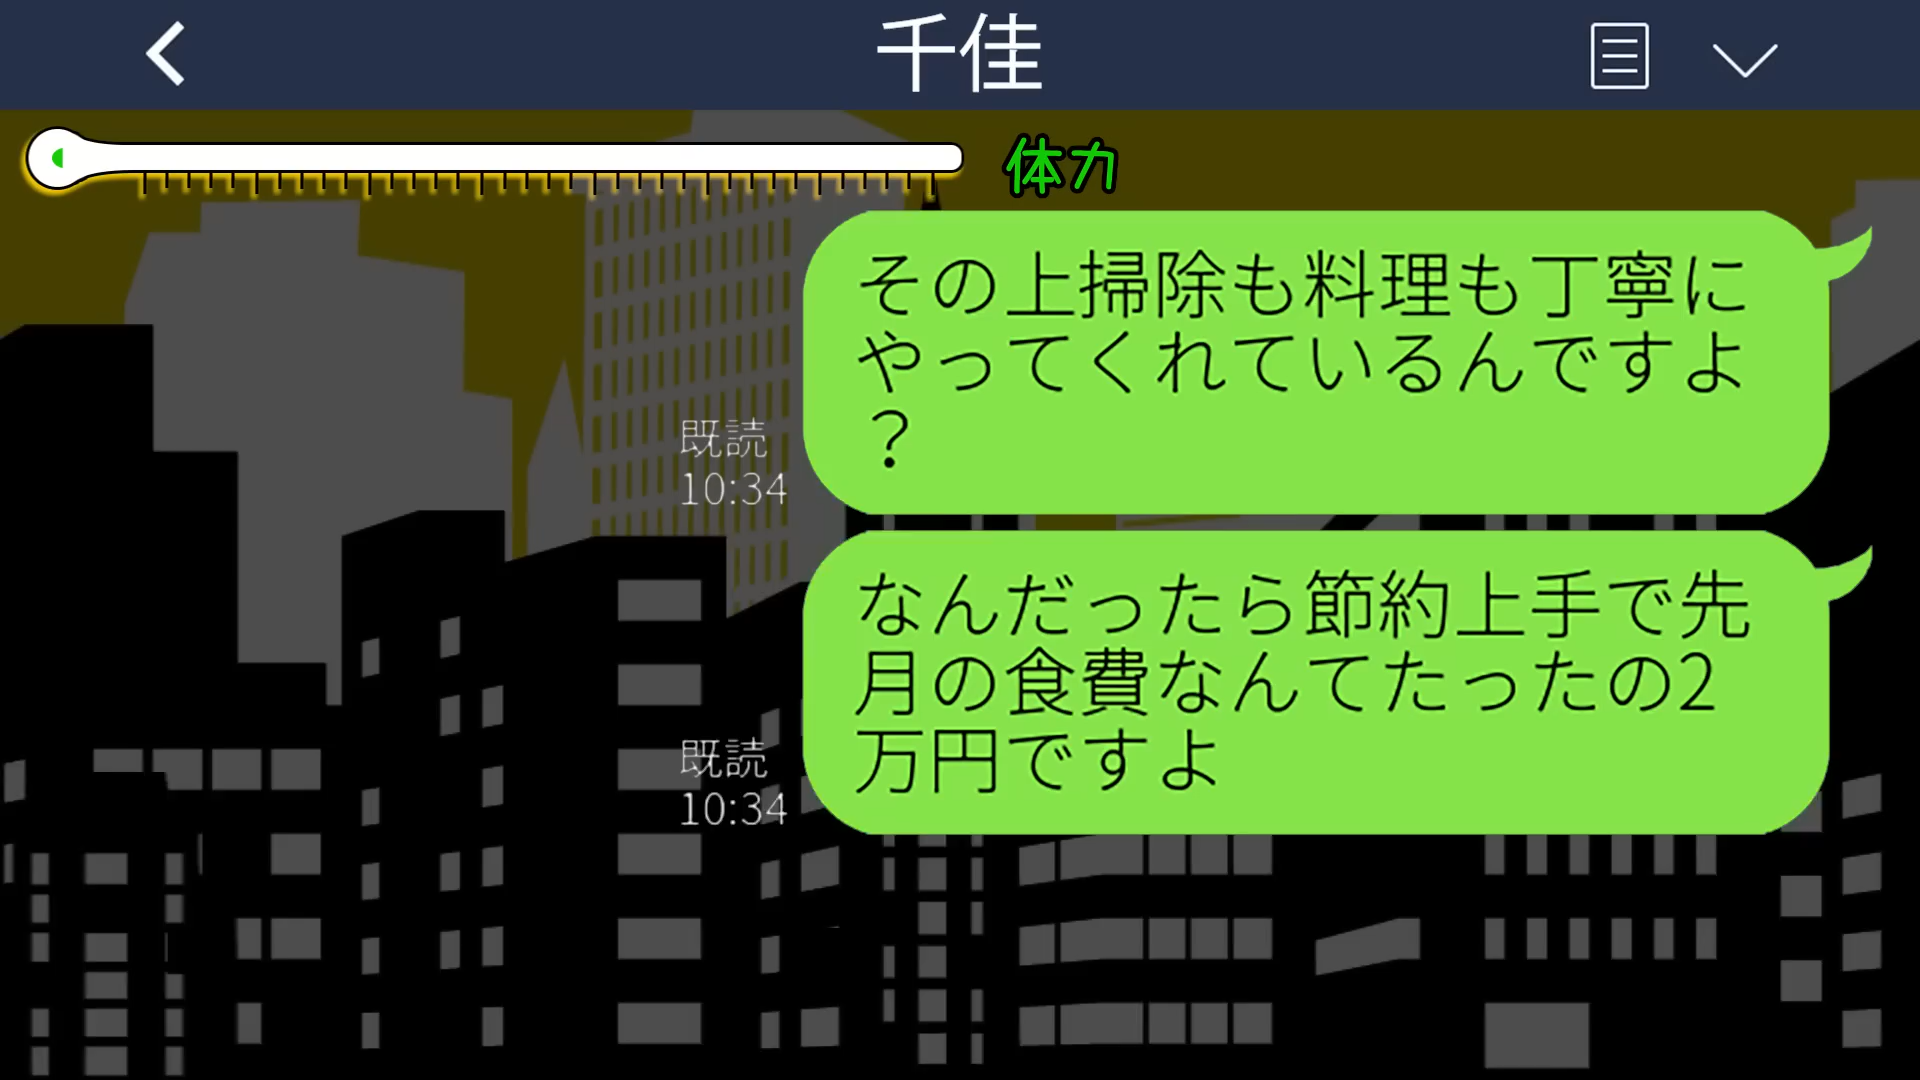 千佳
体力
その上掃除も料理も丁寧に
やってくれているんですよ
？
既読
10:34
なんだったら節約上手で先
月の食費なんてたったの2
万円ですよ
既読
10:34